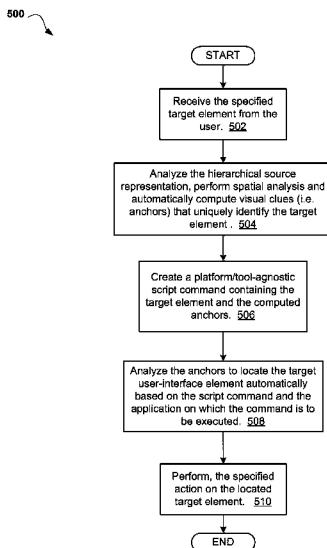 500
START
Receive the specified
target element from the
user. 502
Analyze the hierarchical source
representation, perform spatial analysis and
automatically compute visual clues (i.e.
anchors) that uniquely identify the target
element . 504
Create a platform/tool-agnostic
script command containing the
target element and the computed
anchors. 506
Analyze the anchors to locate the target
user-interface element automatically
based on the script command and the
application on which the command is to
be executed. 508
Perform, the specified
action on the located
target element. 510
END